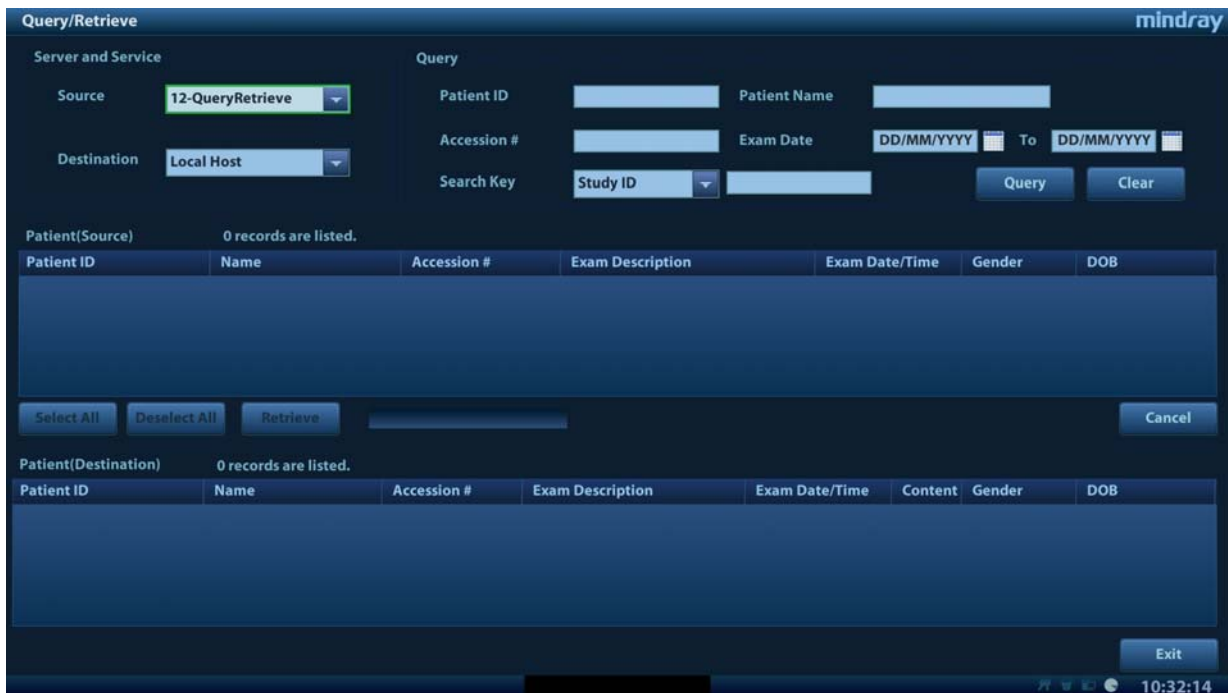 Query/Retrieve mindray
Server and Service Query
Source 12-QueryRetrieve Patient ID Patient Name
Accession # Exam Date DD/MM/YYYY To DD/MM/YYYY
Destination Local Host
Search Key Study ID Query Clear
Patient(Source) 0 records are listed.
Patient ID Name Accession # Exam Description Exam Date/Time Gender DOB
Select All Deselect All Retrieve Cancel
Patient(Destination) 0 records are listed.
Patient ID Name Accession # Exam Description Exam Date/Time Content Gender DOB
Exit
10:32:14